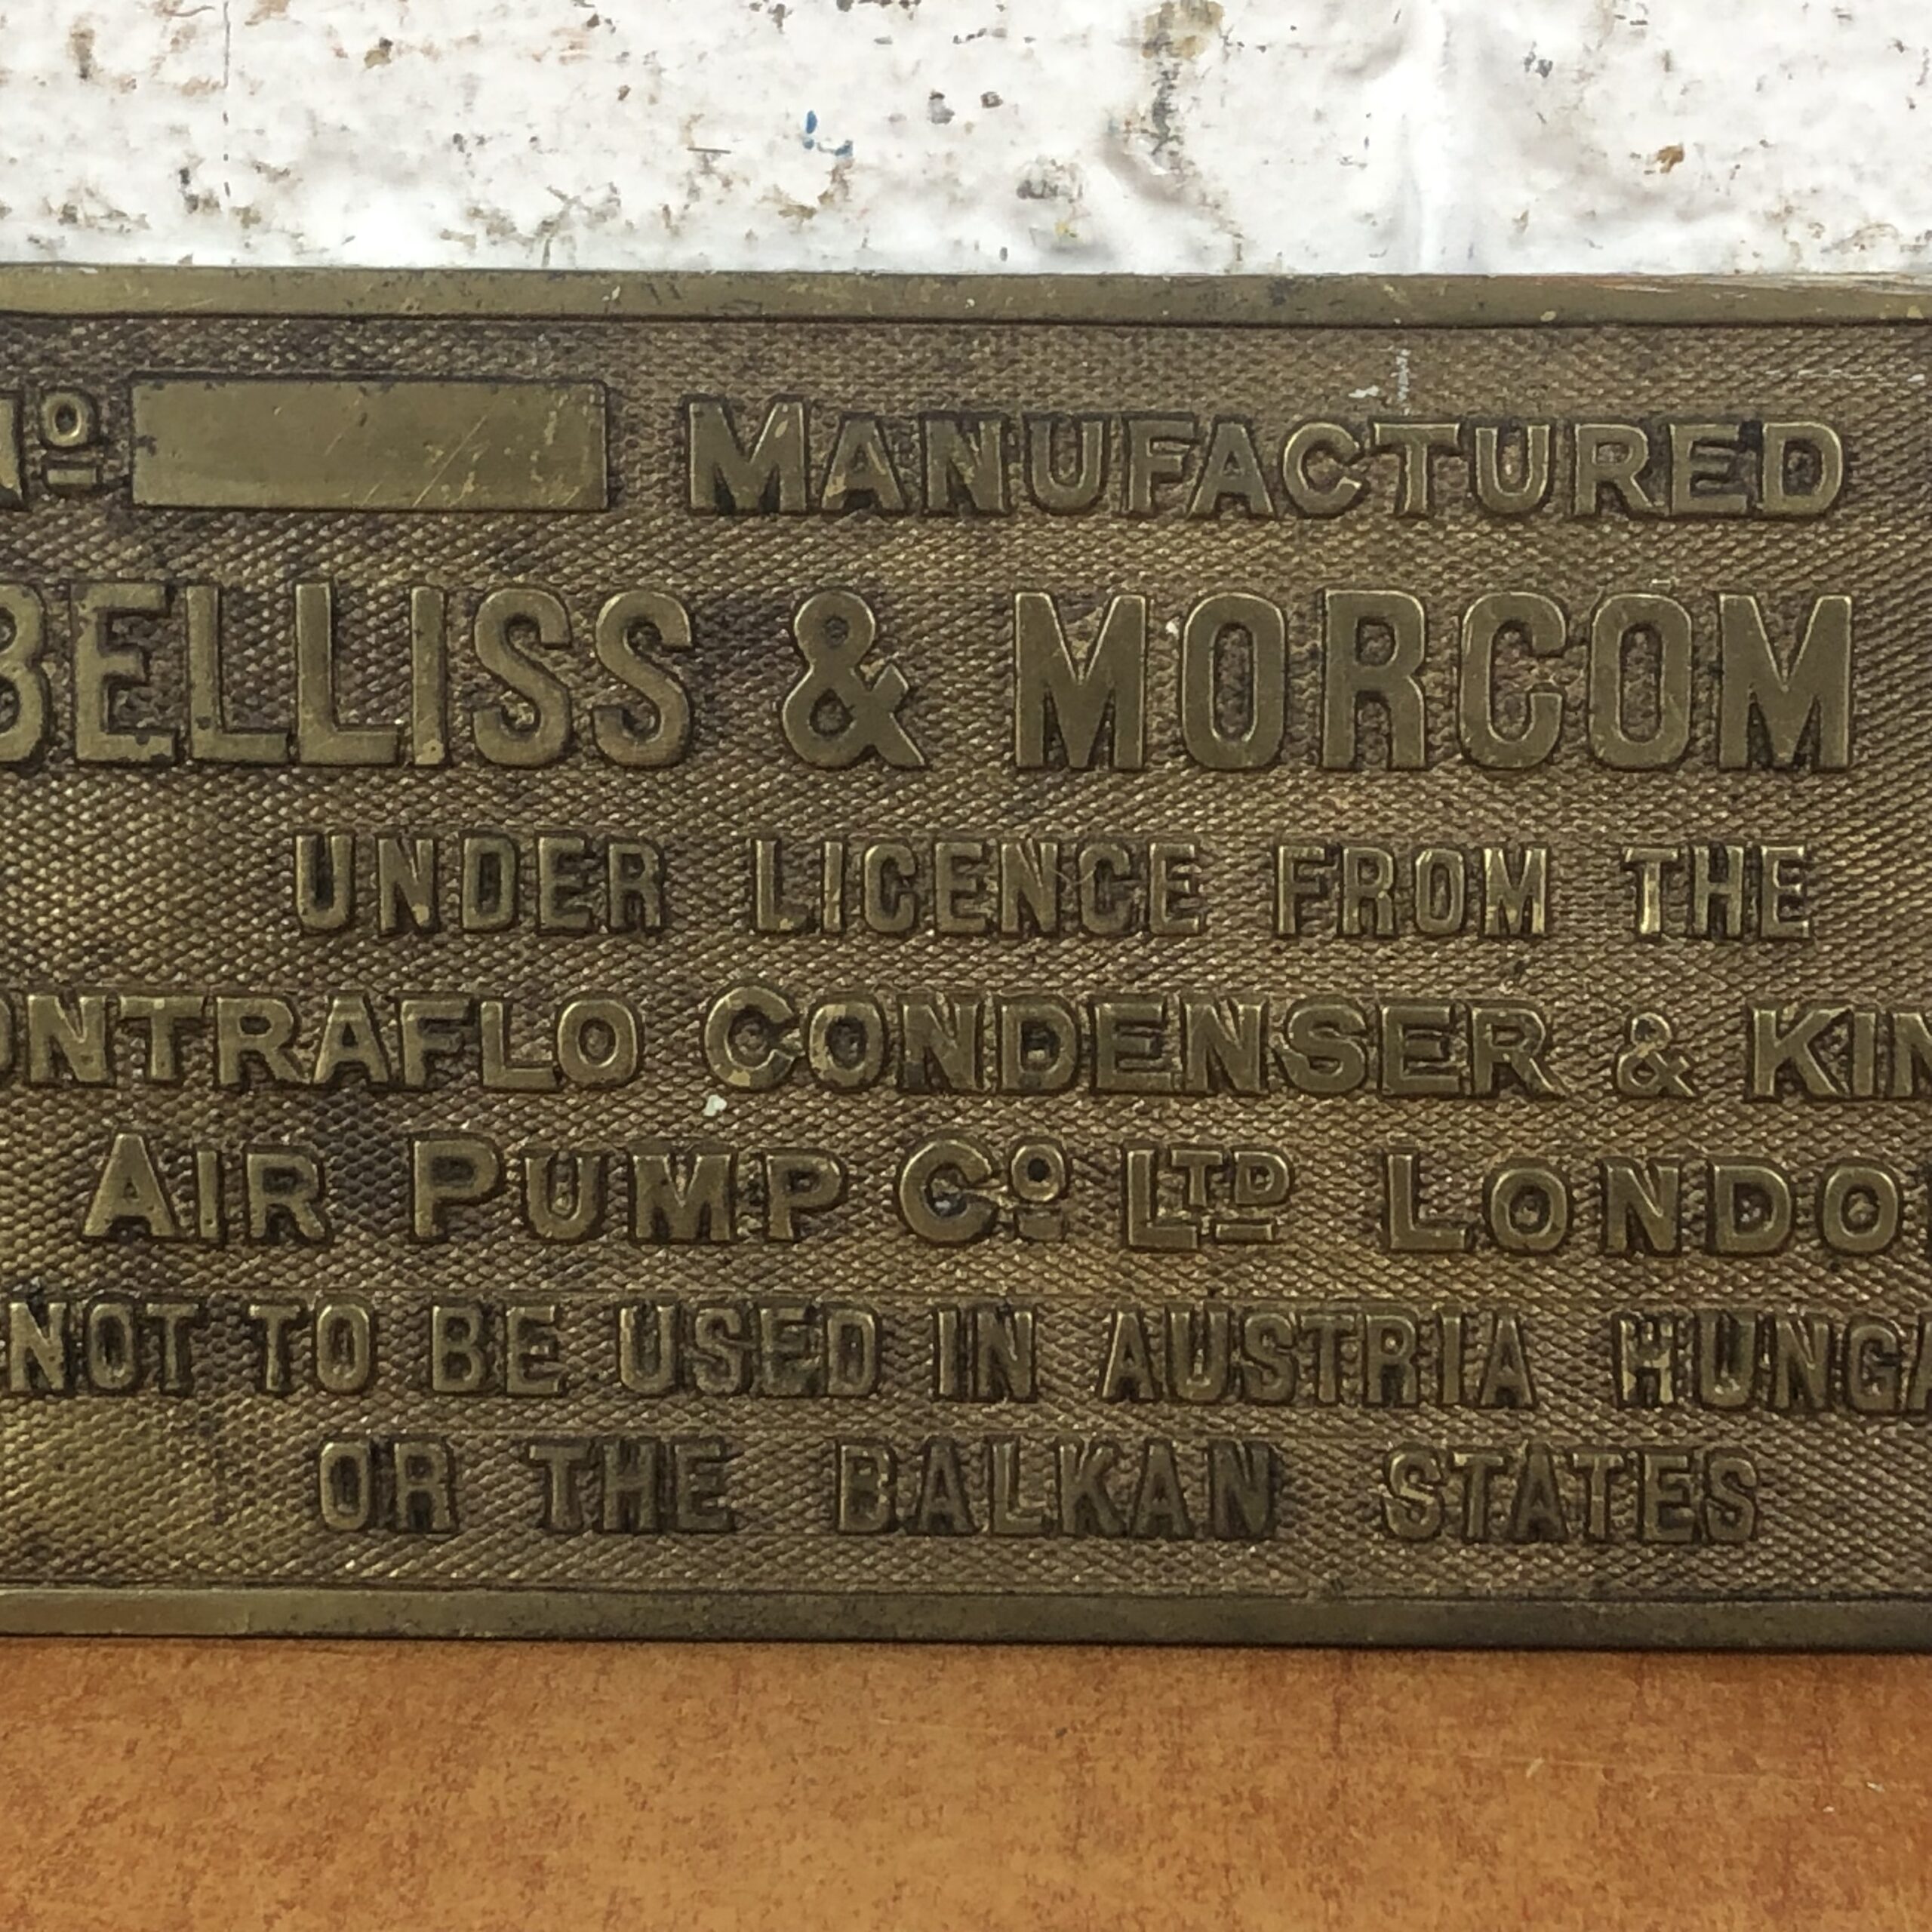 Nº MANUFACTURED
BELLISS & MORCOM
UNDER LICENCE FROM THE
ONTRAFLO CONDENSER & KIN
AIR PUMP Cº LTD LONDO
NOT TO BE USED IN AUSTRIA HUNGA
OR THE BALKAN STATES